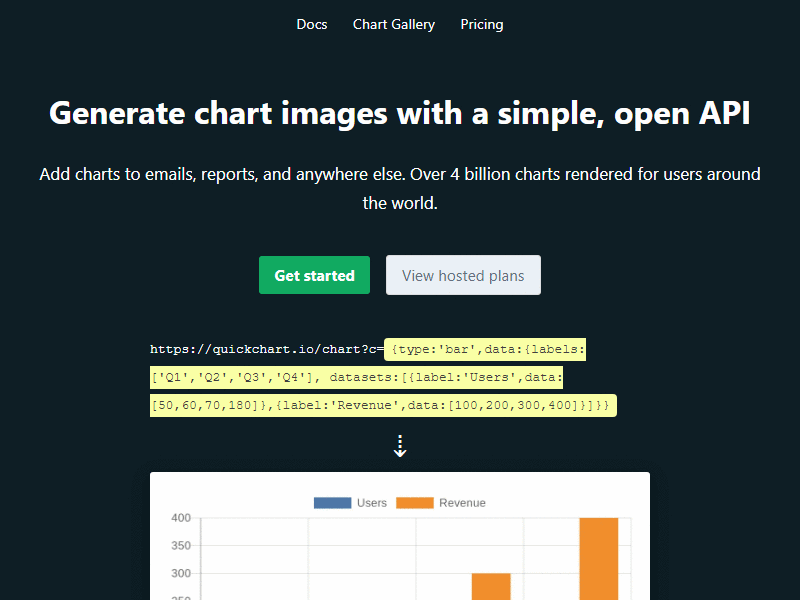 Docs Chart Gallery Pricing
Generate chart images with a simple, open API
Add charts to emails, reports, and anywhere else. Over 4 billion charts rendered for users around
the world.
Get started View hosted plans
https://quickchart.io/chart?c={type:'bar',data:{labels:
['Q1','Q2','Q3','Q4'], datasets:[{label:'Users',data:
[50,60,70,180]},{label:'Revenue',data:[100,200,300,400]}]}}
Users Revenue
400
350
300